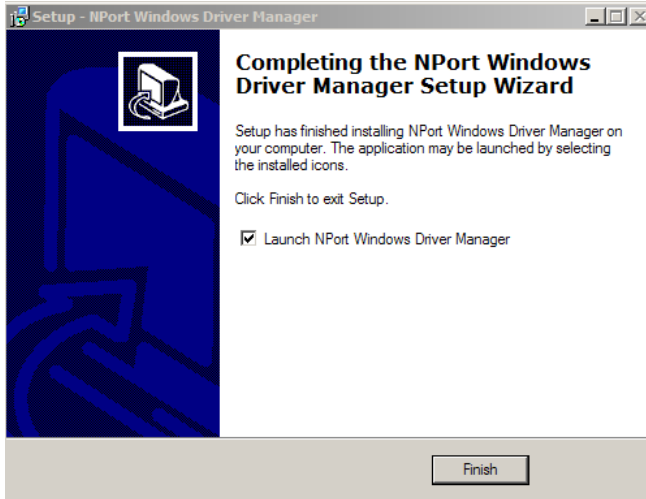 Setup - NPort Windows Driver Manager
Completing the NPort Windows
Driver Manager Setup Wizard
Setup has finished installing NPort Windows Driver Manager on
your computer. The application may be launched by selecting
the installed icons.
Click Finish to exit Setup.
Launch NPort Windows Driver Manager
Finish